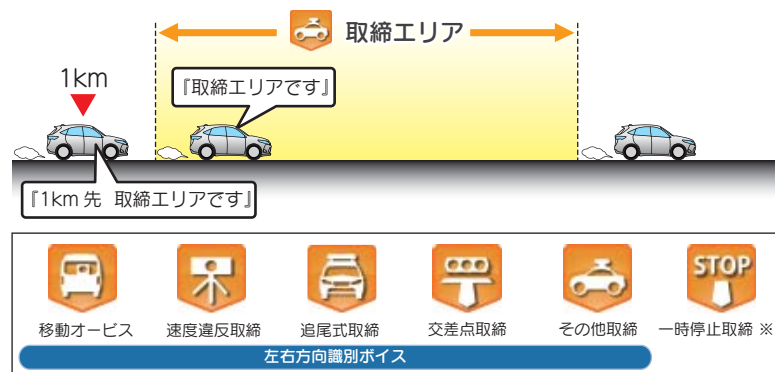 取締エリア
1km
『取締エリアです』
『1km 先 取締エリアです』
STOP
移動オービス 速度違反取締 追尾式取締 交差点取締 その他取締 一時停止取締 ※
左右方向識別ボイス